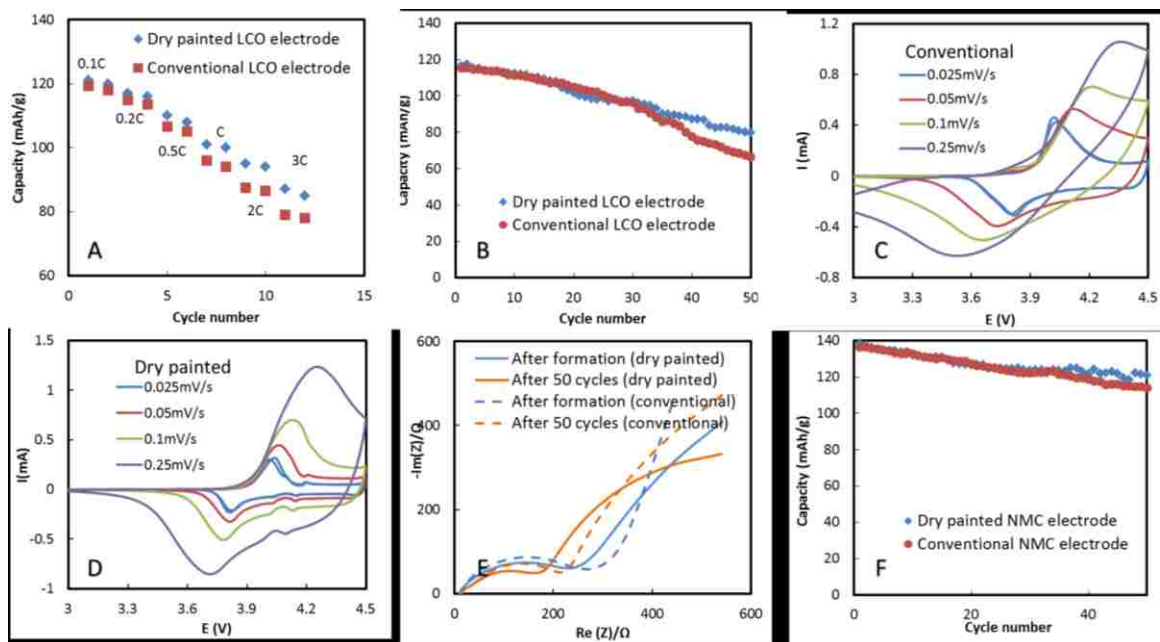 140
120
100
80
60
0
5
10
15
Capacity (mAh/g)
Cycle number
Dry painted LCO electrode
Conventional LCO electrode
0.1C
0.2C
0.5C
C
2C
3C
A
140
120
100
80
60
40
20
0
0
10
20
30
40
50
Capacity (mAh/g)
Cycle number
Dry painted LCO electrode
Conventional LCO electrode
B
1.2
0.8
0.4
0
-0.4
-0.8
3
3.3
3.6
3.9
4.2
4.5
I (mA)
E (V)
Conventional
0.025mV/s
0.05mV/s
0.1mV/s
0.25mv/s
C
1.5
1
0.5
0
-0.5
-1
3
3.3
3.6
3.9
4.2
4.5
I(mA)
E (V)
Dry painted
0.025mV/s
0.05mV/s
0.1mV/s
0.25mV/s
D
600
400
200
0
0
200
400
600
-Im(Z)/Ω
Re (Z)/Ω
After formation (dry painted)
After 50 cycles (dry painted)
After formation (conventional)
After 50 cycles (conventional)
E
140
120
100
80
60
40
20
0
0
20
40
Capacity (mAh/g)
Cycle number
Dry painted NMC electrode
Conventional NMC electrode
F